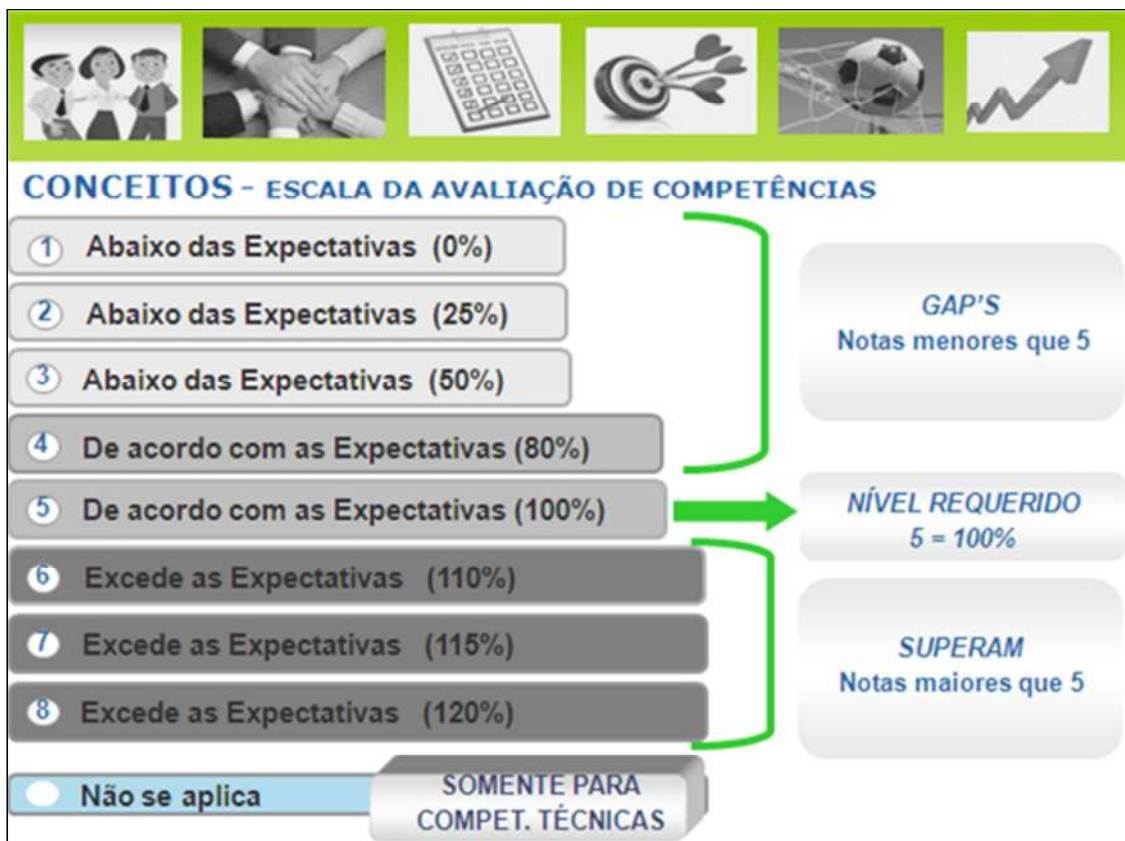 CONCEITOS - ESCALA DA AVALIAÇÃO DE COMPETÊNCIAS
1 Abaixo das Expectativas (0%)
2 Abaixo das Expectativas (25%)
3 Abaixo das Expectativas (50%)
4 De acordo com as Expectativas (80%)
5 De acordo com as Expectativas (100%)
6 Excede as Expectativas (110%)
7 Excede as Expectativas (115%)
8 Excede as Expectativas (120%)
Não se aplica
SOMENTE PARA
COMPET. TÉCNICAS
GAP'S
Notas menores que 5
NÍVEL REQUERIDO
5 = 100%
SUPERAM
Notas maiores que 5